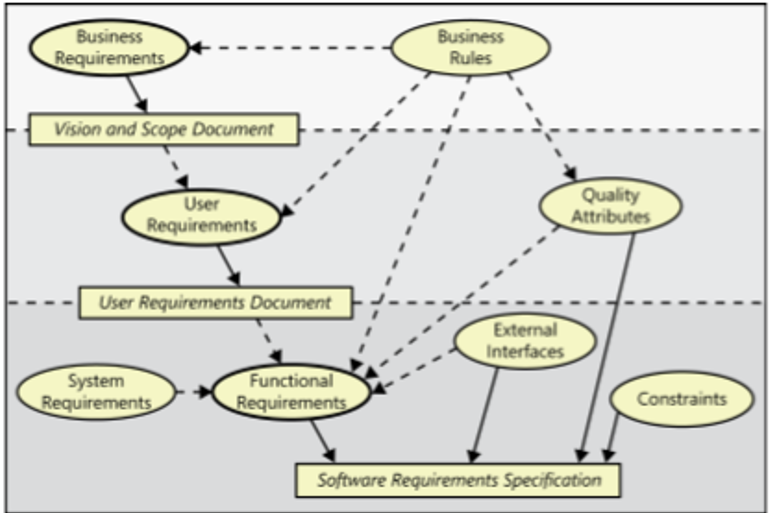 Business
Requirements
Business
Rules
Vision and Scope Document
User
Requirements
Quality
Attributes
User Requirements Document
External
Interfaces
System
Requirements
Functional
Requirements
Constraints
Software Requirements Specification